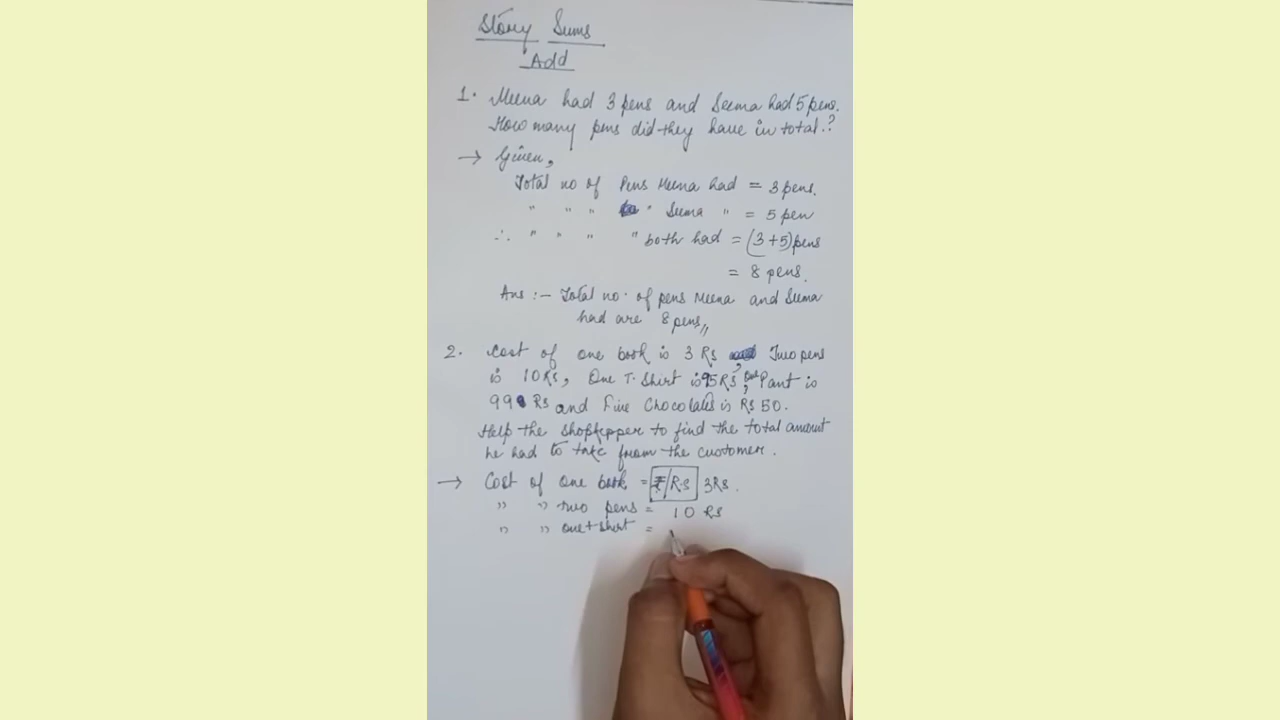 Story Sums
Add
1. Meena had 3 pens and Seema had 5 pens.
How many pens did they have in total.?
→ Given,
Total no of Pens Meena had = 3 pens.
" " " " Seema " = 5 pen
∴ " " " " both had = (3+5) pens
= 8 pens.
Ans :- Total no. of pens Meena and Seema
had are 8 pens,,
2. Cost of one book is 3 Rs, Two pens
is 10 Rs, One T. Shirt is 95 Rs, Pant is
99 Rs and Five Chocolates is Rs 50.
Help the shopkepper to find the total amount
he had to take from the customer.
→ Cost of One book = ₹/Rs 3Rs.
" " two pens = 10 Rs
" " one t shirt =